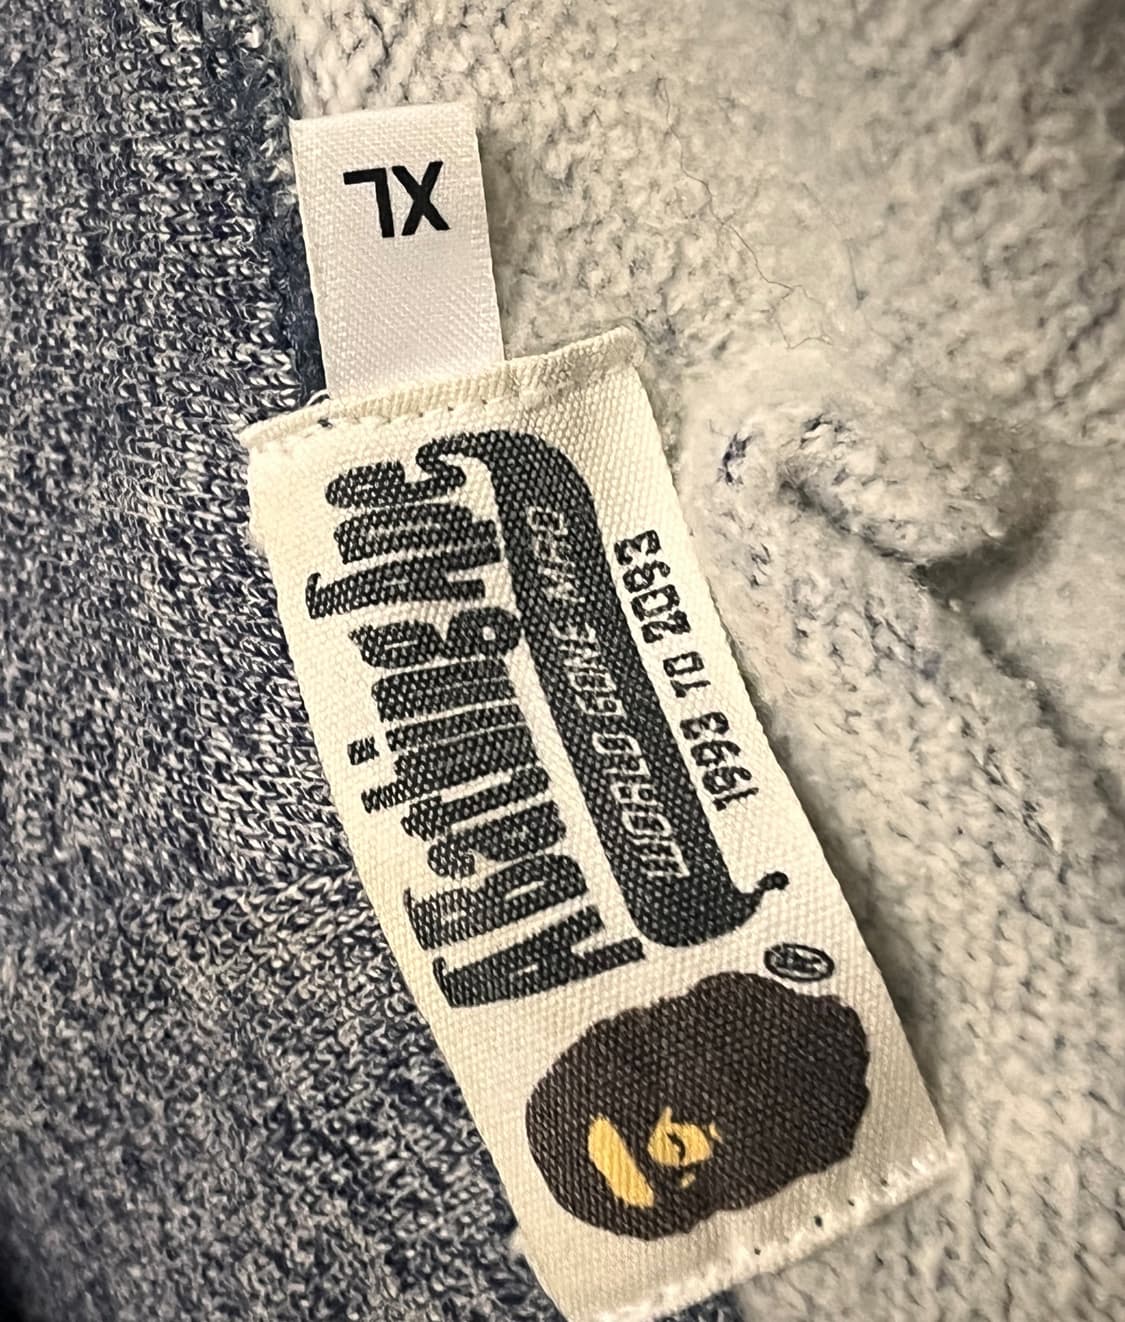 XL
A Bathing Ape ®
WORLD GONE MAD
1993 TO 2093